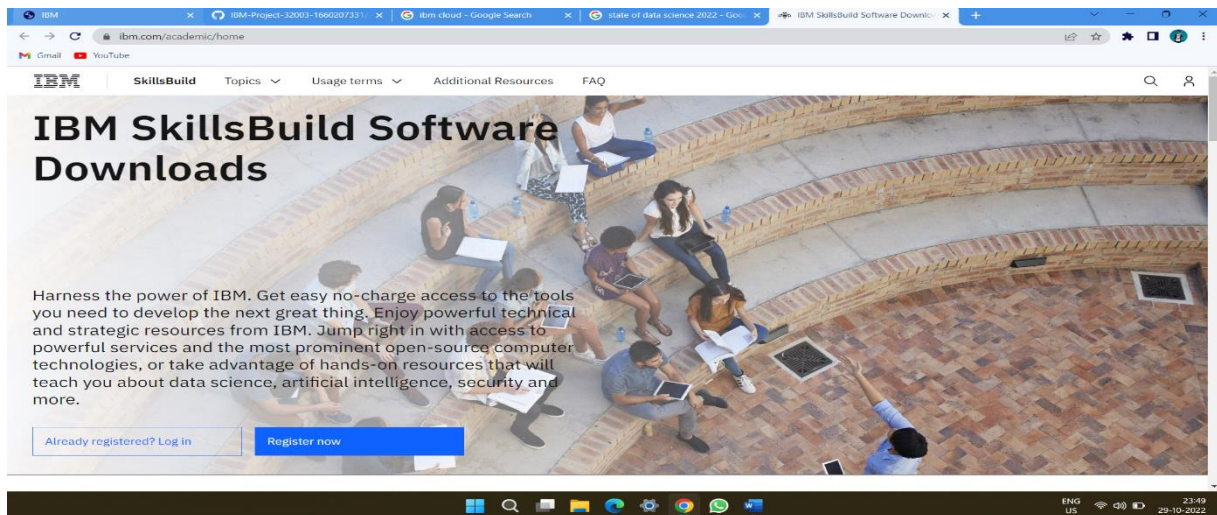 IBM
IBM-Project-32003-1660207331/
ibm cloud - Google Search
state of data science 2022 - Goo
IBM SkillsBuild Software Downlo
ibm.com/academic/home
Gmail
YouTube
IBM SkillsBuild Topics Usage terms Additional Resources FAQ
IBM SkillsBuild Software
Downloads
Harness the power of IBM. Get easy no-charge access to the tools
you need to develop the next great thing. Enjoy powerful technical
and strategic resources from IBM. Jump right in with access to
powerful services and the most prominent open-source computer
technologies, or take advantage of hands-on resources that will
teach you about data science, artificial intelligence, security and
more.
Already registered? Log in
Register now
ENG
US
23:49
29-10-2022